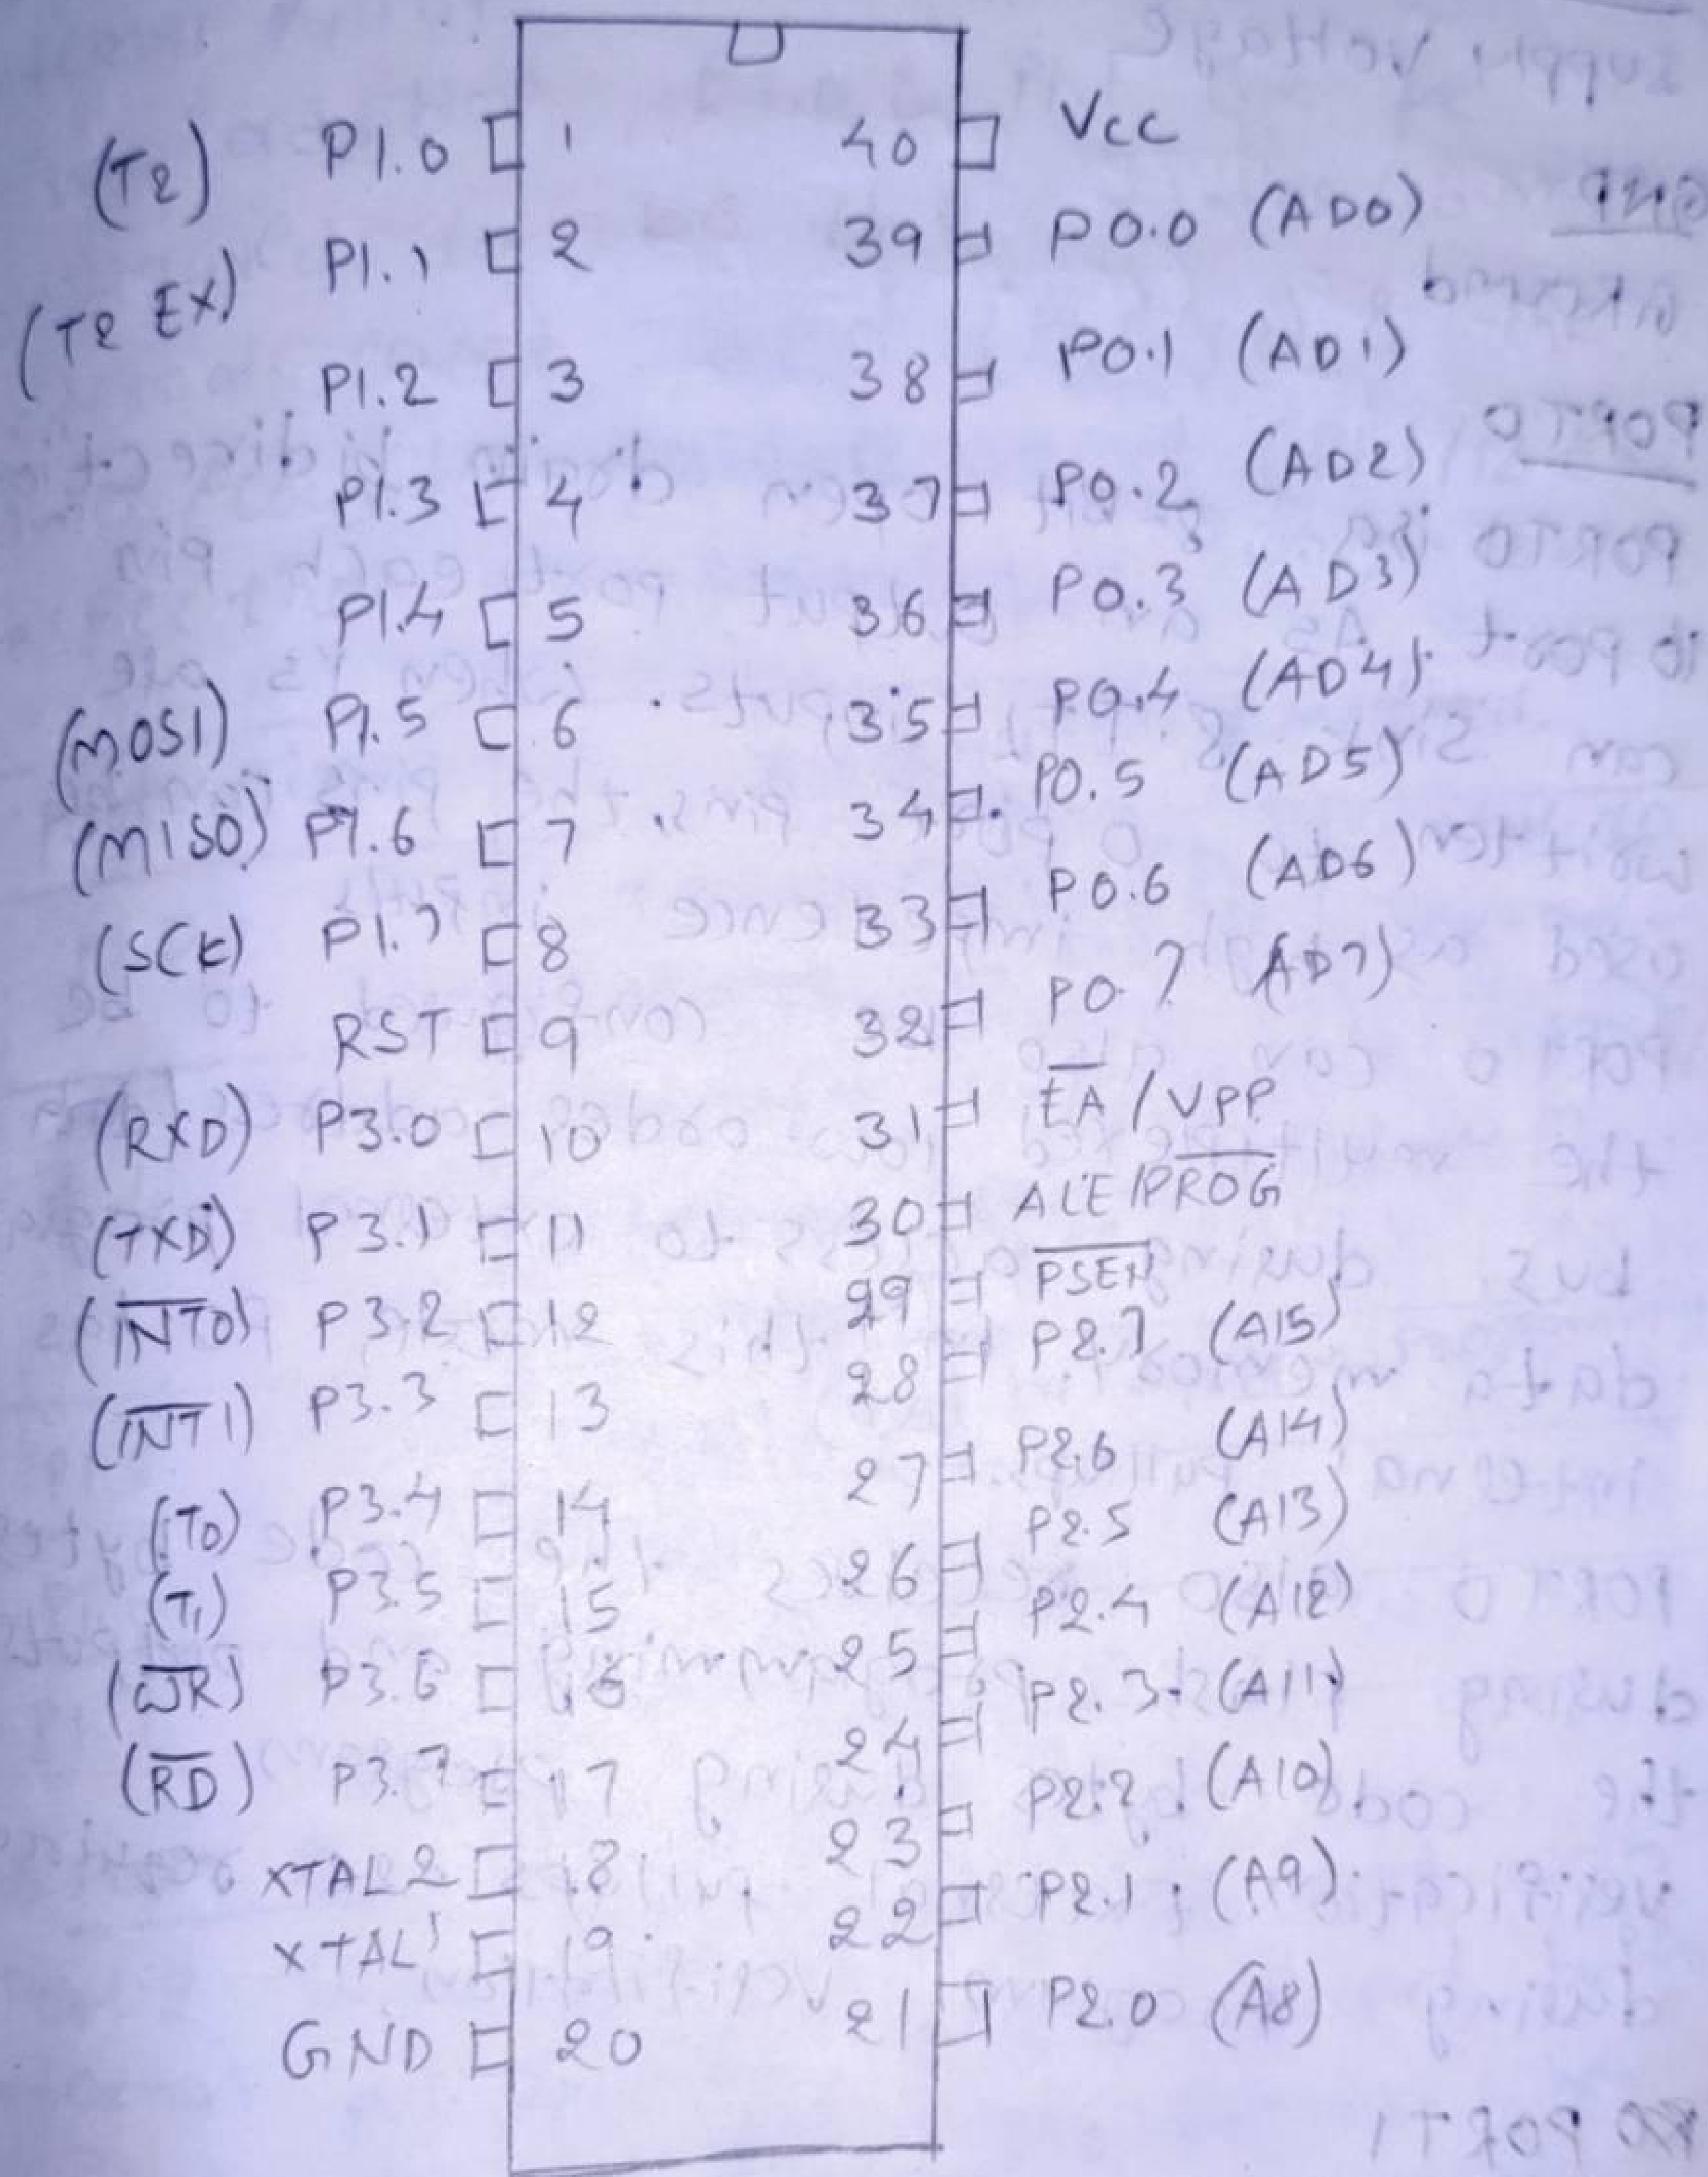 (T2) P1.0 1 40 Vcc
(T2 EX) P1.1 2 39 P0.0 (AD0)
P1.2 3 38 P0.1 (AD1)
P1.3 4 37 P0.2 (AD2)
P1.4 5 36 P0.3 (AD3)
(MOSI) P1.5 6 35 P0.4 (AD4)
(MISO) P1.6 7 34 P0.5 (AD5)
(SCK) P1.7 8 33 P0.6 (AD6)
RST 9 32 P0.7 (AD7)
(RXD) P3.0 10 31 E̅A̅ / VPP
(TXD) P3.1 11 30 ALE/P̅R̅O̅G̅
(I̅N̅T̅0) P3.2 12 29 P̅S̅E̅N̅
(I̅N̅T̅1) P3.3 13 28 P2.7 (A15)
(T0) P3.4 14 27 P2.6 (A14)
(T1) P3.5 15 26 P2.5 (A13)
(W̅R̅) P3.6 16 25 P2.4 (A12)
(R̅D̅) P3.7 17 24 P2.3 (A11)
XTAL2 18 23 P2.2 (A10)
XTAL1 19 22 P2.1 (A9)
GND 20 21 P2.0 (A8)